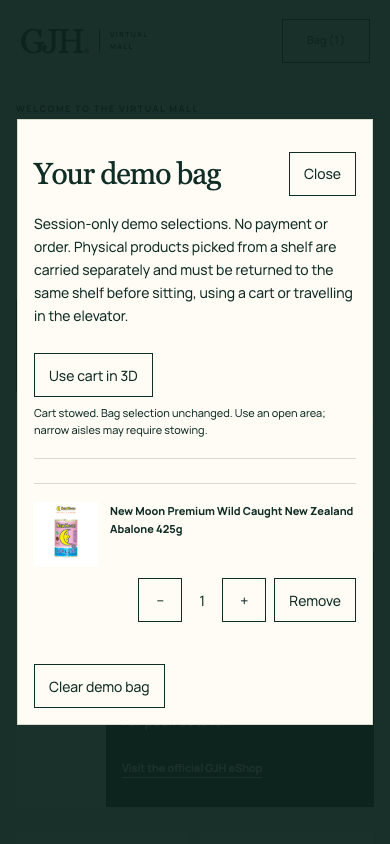 GJH.
VIRTUAL
MALL
Bag (1)
WELCOME TO THE VIRTUAL MALL
Your demo bag
Close
Session-only demo selections. No payment or
order. Physical products picked from a shelf are
carried separately and must be returned to the
same shelf before sitting, using a cart or travelling
in the elevator.
Use cart in 3D
Cart stowed. Bag selection unchanged. Use an open area;
narrow aisles may require stowing.
New Moon Premium Wild Caught New Zealand
Abalone 425g
− 1 + Remove
Clear demo bag
Visit the official GJH eShop